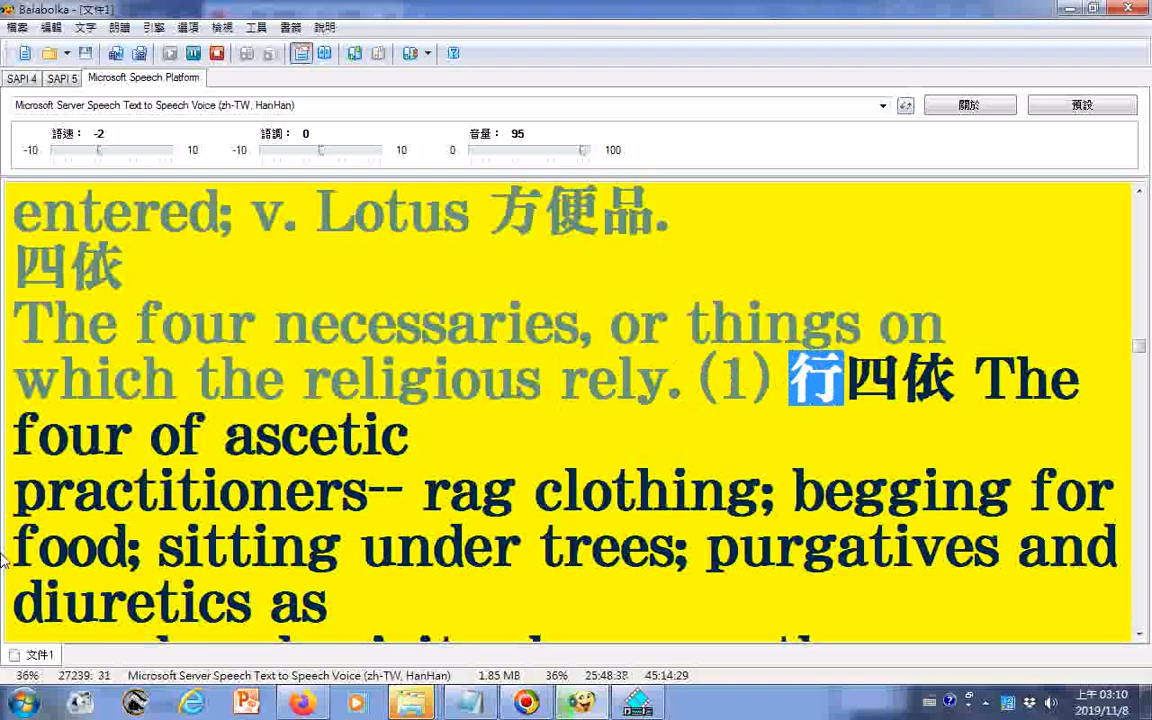 Balabolka - [文件1]
檔案 編輯 文字 朗讀 引擎 選項 檢視 工具 書籤 說明
SAPI 4 SAPI 5 Microsoft Speech Platform
Microsoft Server Speech Text to Speech Voice (zh-TW, HanHan) 關於 預設
語速： -2 語調： 0 音量： 95
-10 10 -10 10 0 100
entered; v. Lotus 方便品.
四依
The four necessaries, or things on
which the religious rely. (1) 行四依 The
four of ascetic
practitioners-- rag clothing; begging for
food; sitting under trees; purgatives and
diuretics as
文件1
36% 27239: 31 Microsoft Server Speech Text to Speech Voice (zh-TW, HanHan) 1.85 MB 36% 25:48:38 45:14:29
上午 03:10
2019/11/8